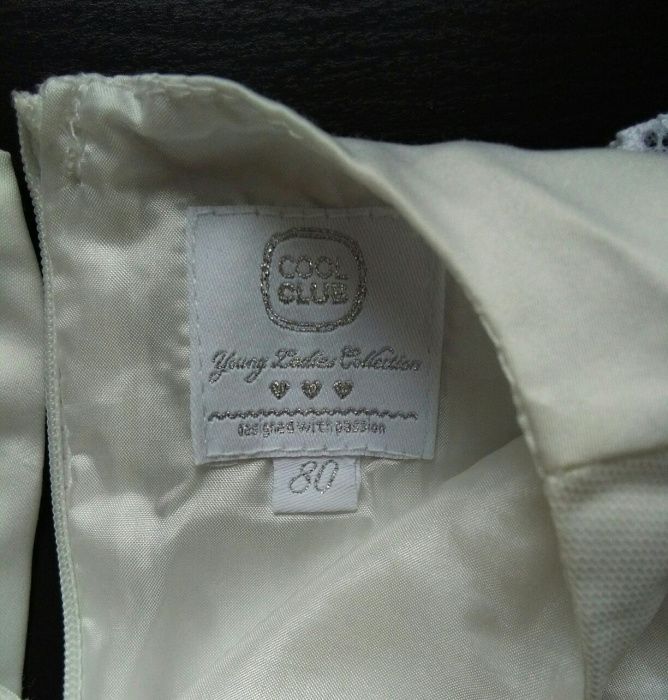 COOL
CLUB
Young Ladies Collection
designed with passion
80